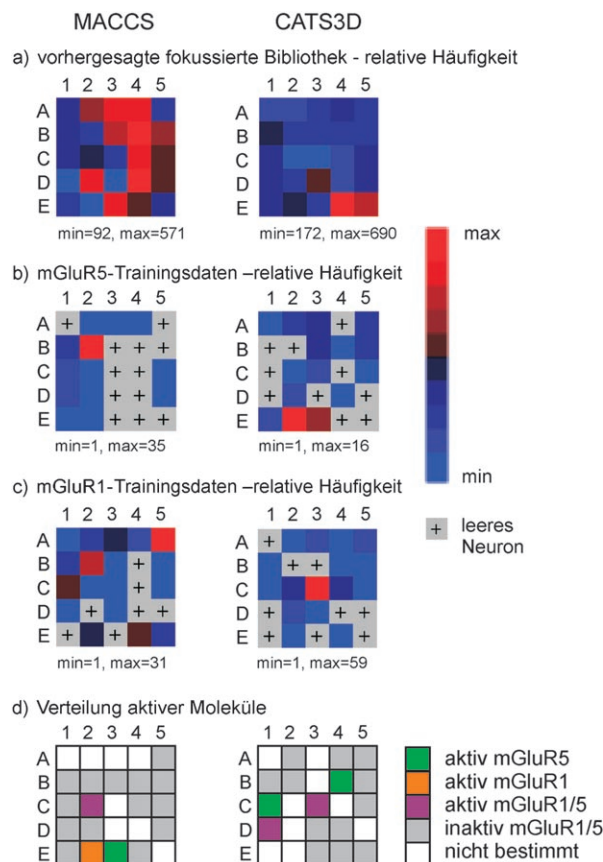 MACCS CATS3D
a) vorhergesagte fokussierte Bibliothek - relative Häufigkeit
1 2 3 4 5 1 2 3 4 5
A A
B B
C C
D D
E E
min=92, max=571 min=172, max=690
max
b) mGluR5-Trainingsdaten –relative Häufigkeit
1 2 3 4 5 1 2 3 4 5
A + + A +
B + + + B + +
C + + C + +
D + + D + + +
E + + + E + +
min=1, max=35 min=1, max=16
min
c) mGluR1-Trainingsdaten –relative Häufigkeit
+ leeres
Neuron
1 2 3 4 5 1 2 3 4 5
A A +
B + B + +
C + C
D + + + D + + +
E + + E + +
min=1, max=31 min=1, max=59
d) Verteilung aktiver Moleküle
1 2 3 4 5 1 2 3 4 5
A A aktiv mGluR5
B B aktiv mGluR1
C C aktiv mGluR1/5
D D inaktiv mGluR1/5
E E nicht bestimmt